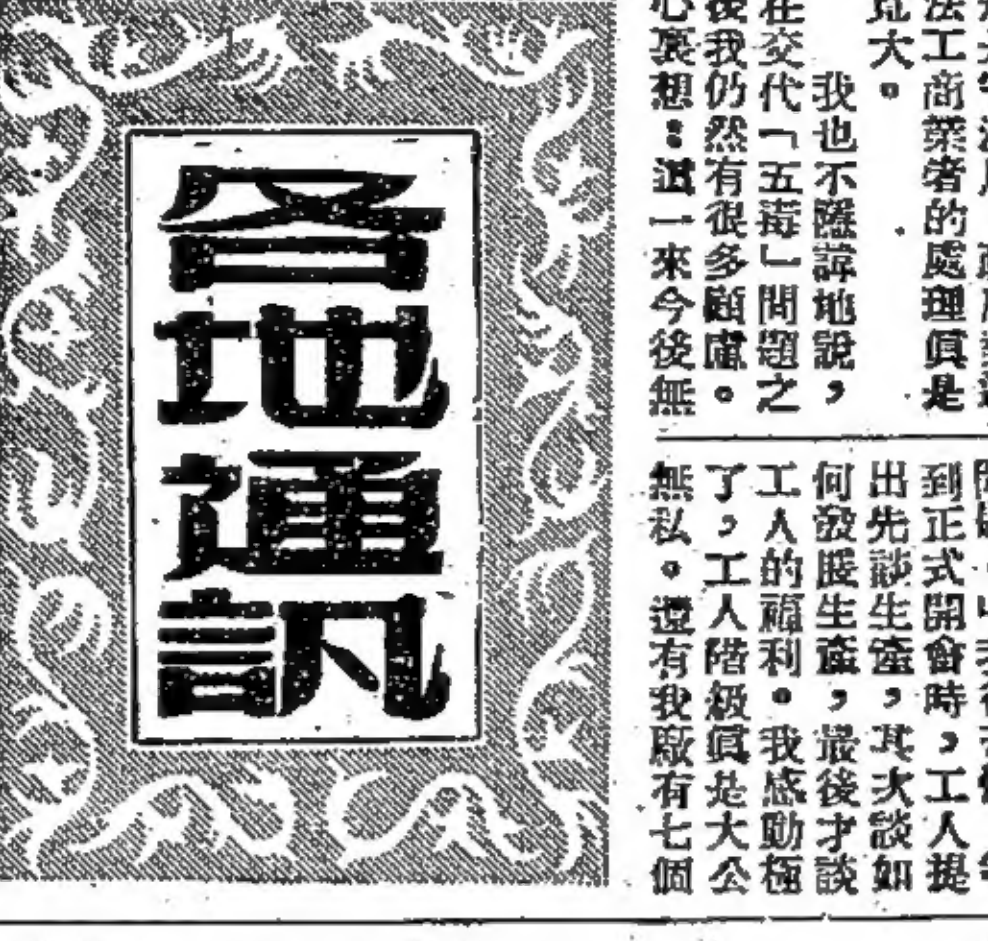 法工商業者的處理真是
寬大。
我也不隱諱地說，
在交代「五毒」問題之
後我仍然有很多顧慮。
心裏想：這一來今後無
到正式開會時，工人提
出先談生產，其次談如
何發展生產，最後才談
工人的福利。我感動極
了，工人階級真是大公
無私。還有我廠有七個
各地通訊